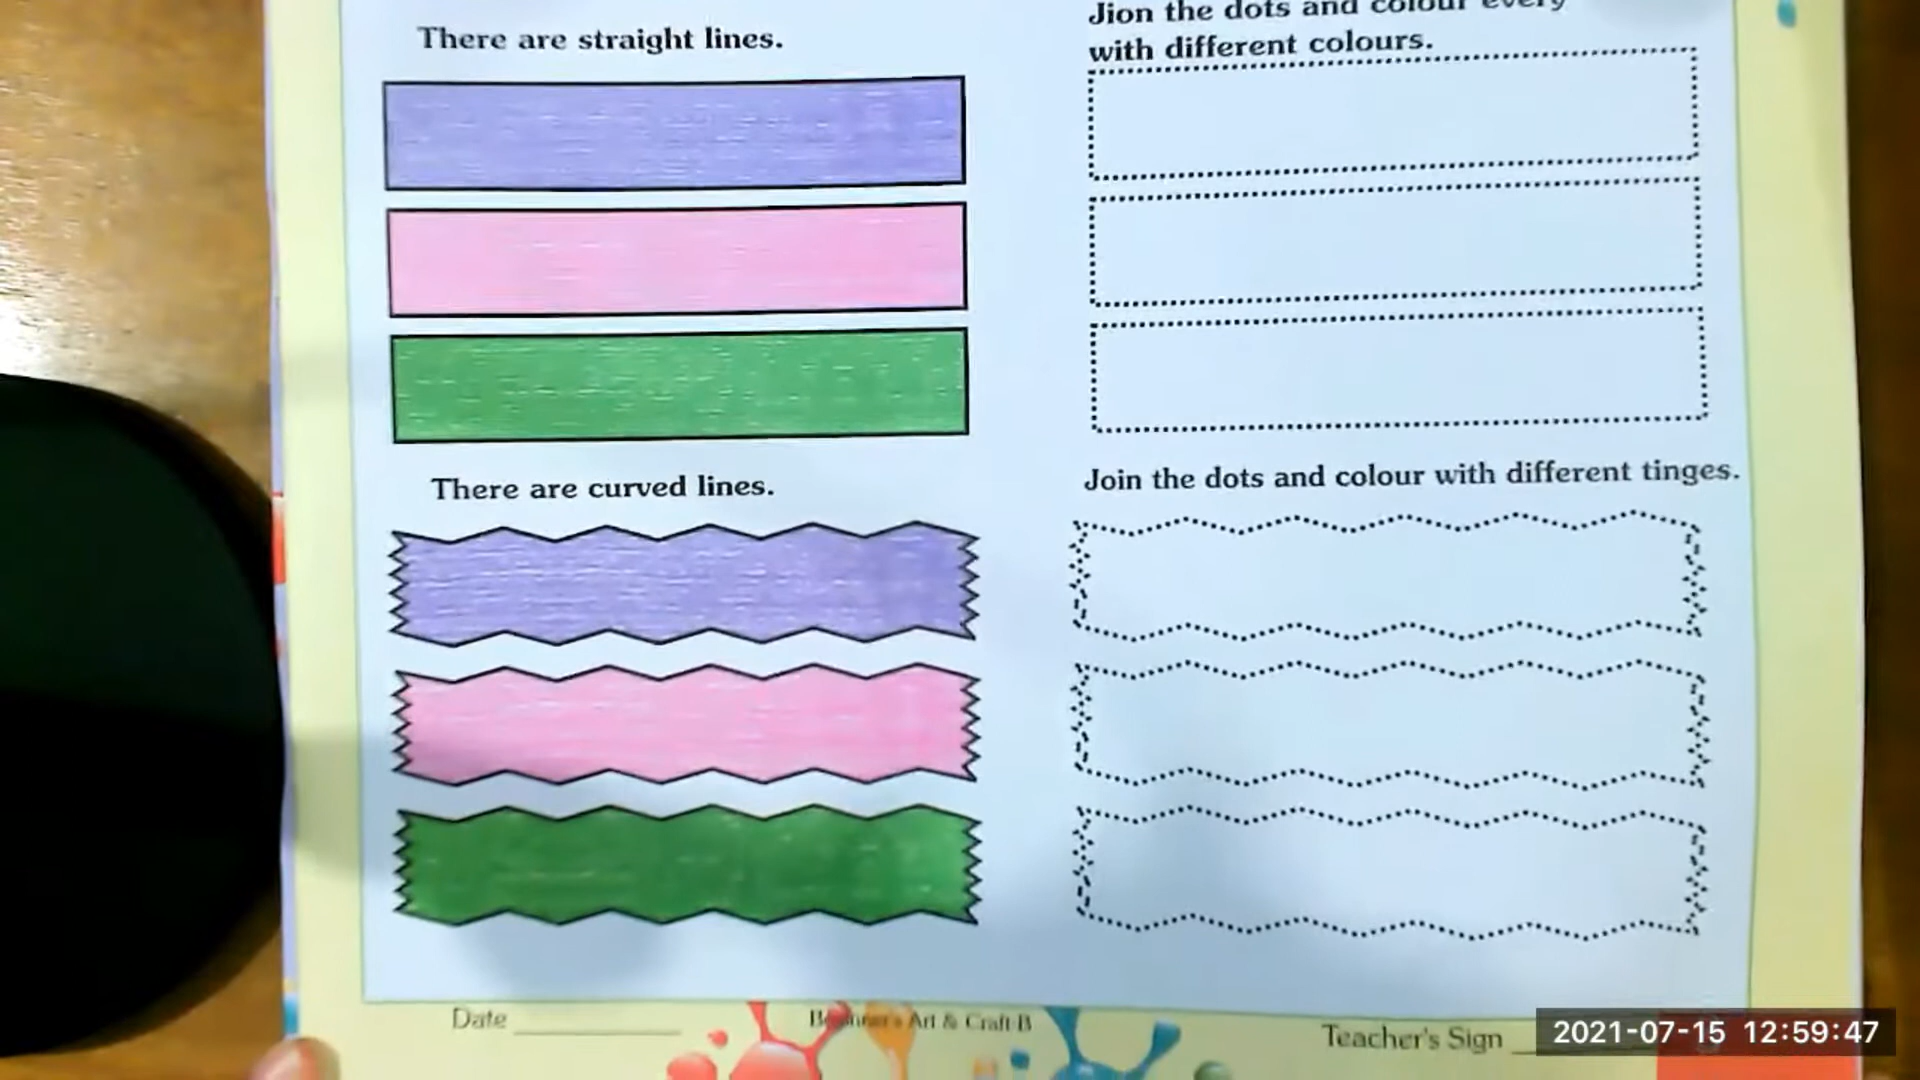 There are straight lines.
Jion the dots and colour every
with different colours.
There are curved lines.
Join the dots and colour with different tinges.
Date
Beginner's Art & Craft-B
Teacher's Sign
2021-07-15 12:59:47